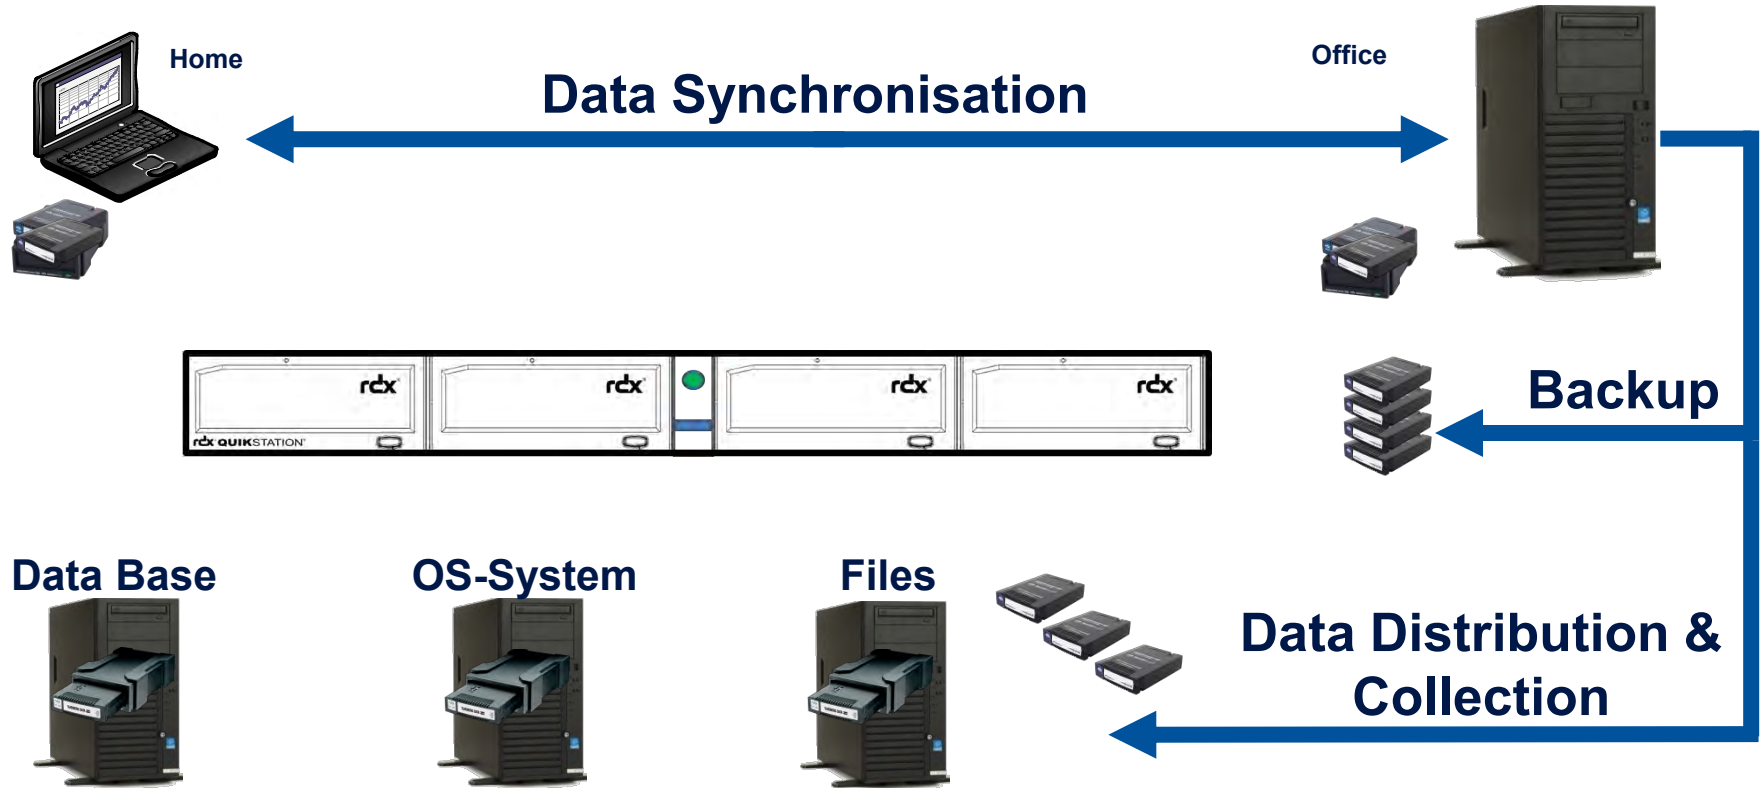 Home
Office
Data Synchronisation
rdx
rdx
rdx
rdx
rdx QUIKSTATION
Backup
Data Base
OS-System
Files
Data Distribution &
Collection